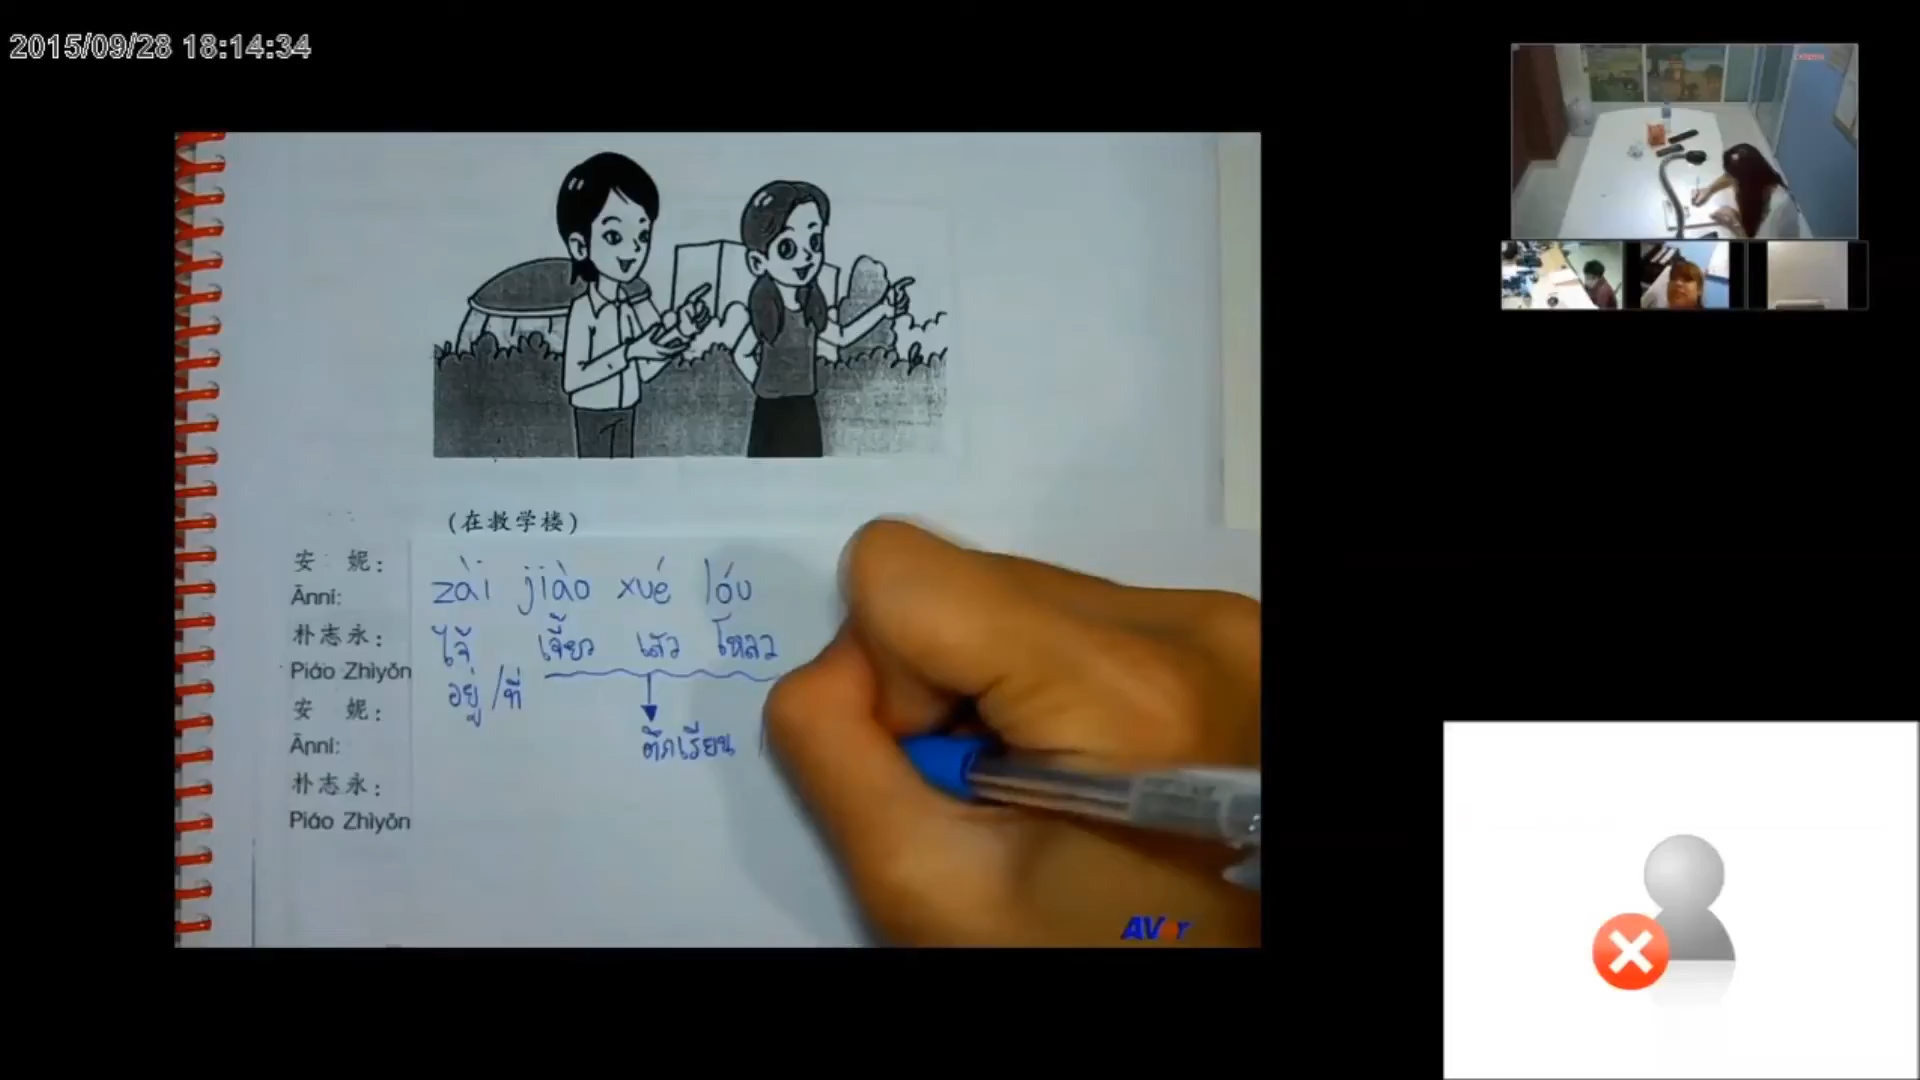 2015/09/28 18:14:34
(在教学楼)
安 妮:
Ānní:
朴志永:
Piáo Zhìyǒn
安 妮:
Ānní:
朴志永:
Piáo Zhìyǒn
zài jiào xué lóu
ไจ้ เจี้ยว เสว โหลว
อยู่/ที่
ตึกเรียน